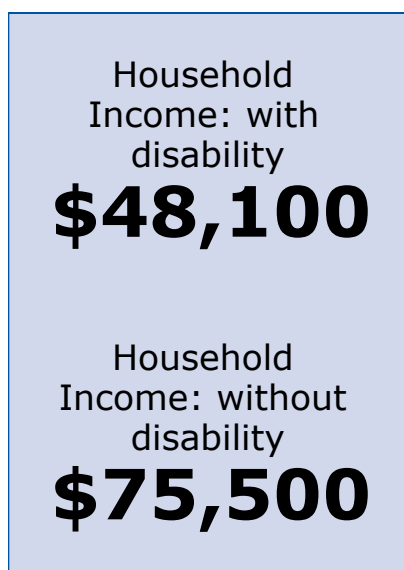 Household
Income: with
disability
$48,100
Household
Income: without
disability
$75,500